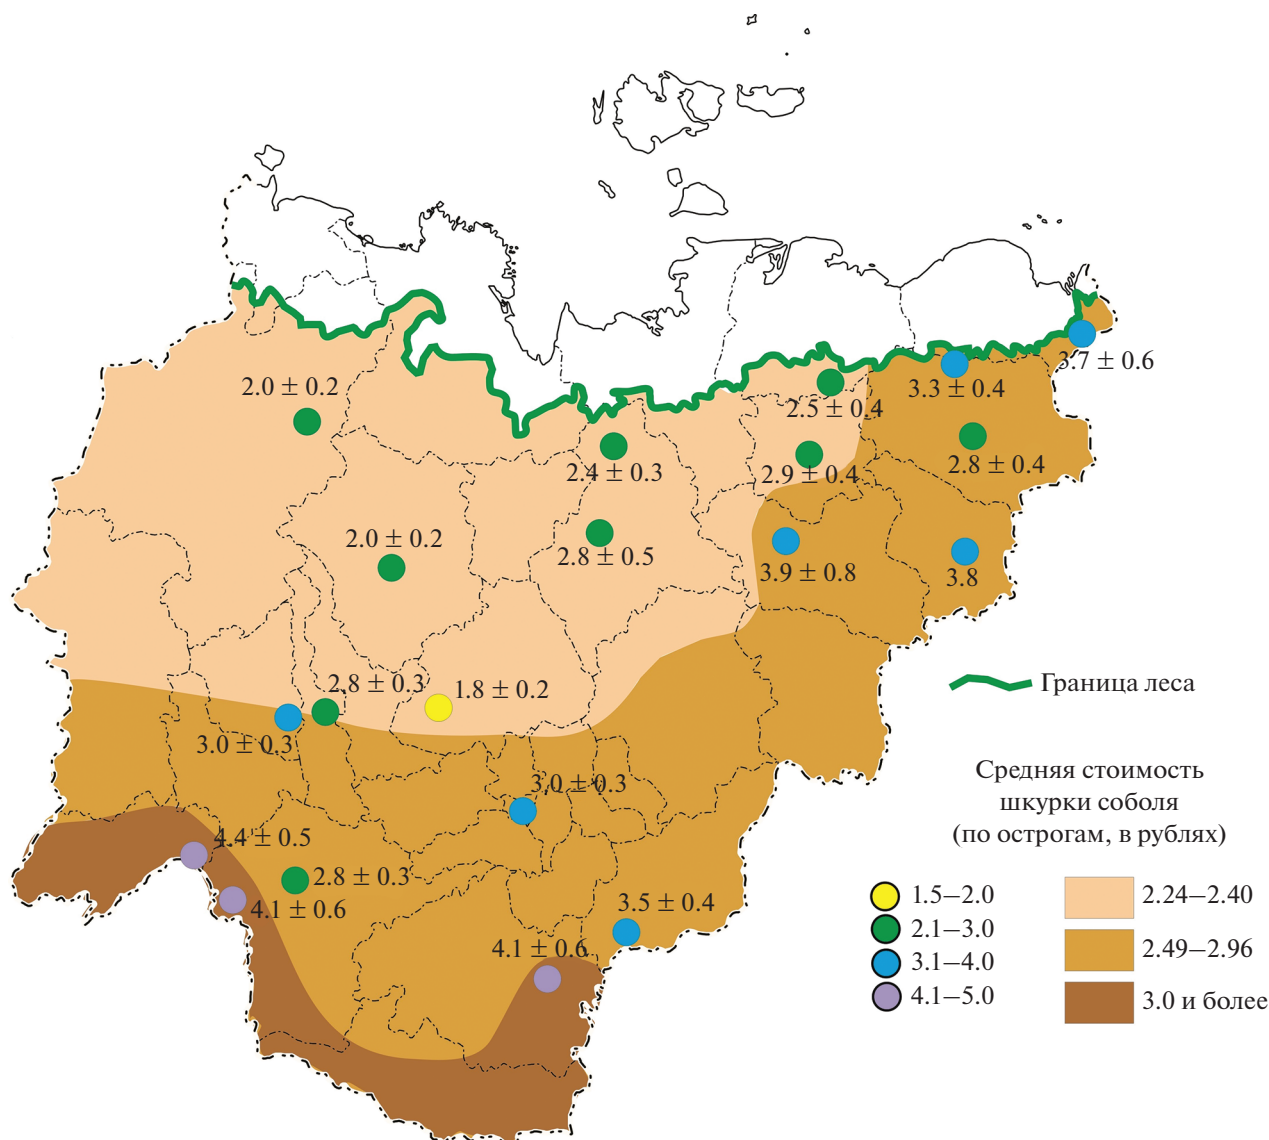 3.7 ± 0.6
2.0 ± 0.2
3.3 ± 0.4
2.5 ± 0.4
2.4 ± 0.3
2.9 ± 0.4
2.8 ± 0.4
2.0 ± 0.2
2.8 ± 0.5
3.9 ± 0.8
3.8
2.8 ± 0.3
1.8 ± 0.2
3.0 ± 0.3
3.0 ± 0.3
4.4 ± 0.5
2.8 ± 0.3
4.1 ± 0.6
3.5 ± 0.4
4.1 ± 0.6
Граница леса
Средняя стоимость
шкурки соболя
(по острогам, в рублях)
1.5–2.0
2.1–3.0
3.1–4.0
4.1–5.0
2.24–2.40
2.49–2.96
3.0 и более